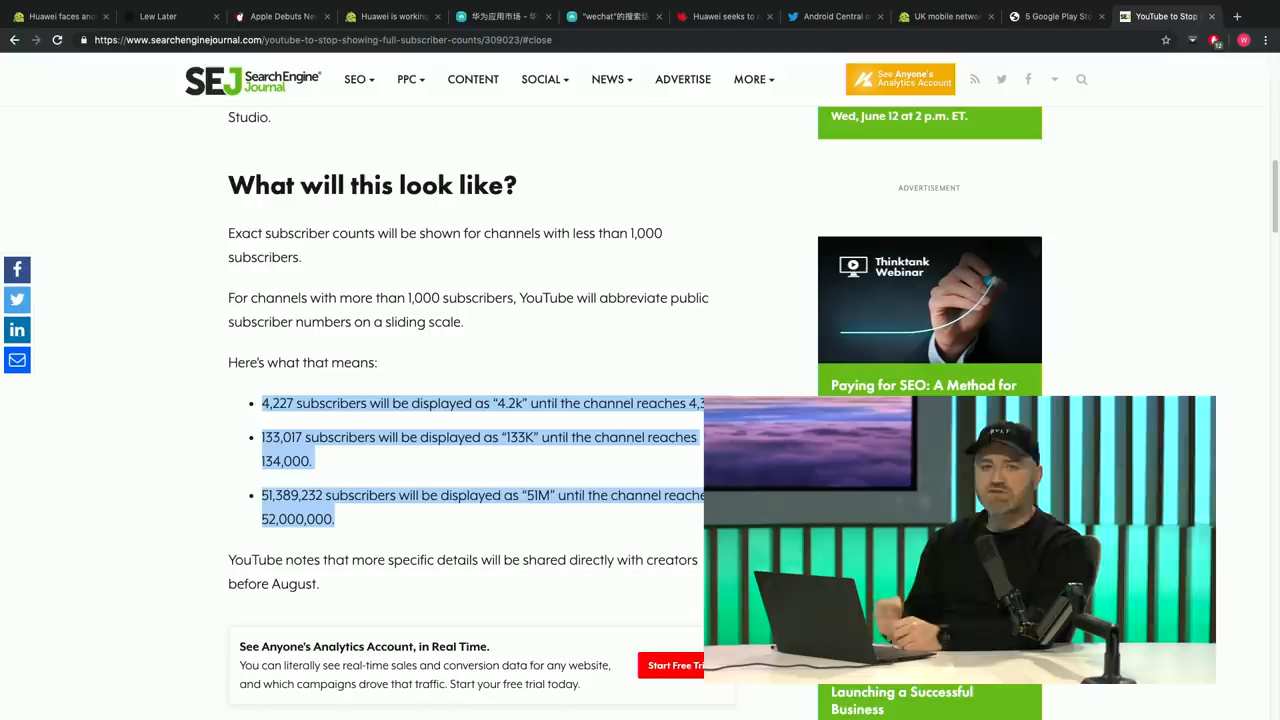 Huawei faces anot
Lew Later
Apple Debuts Nev
Huawei is working
华为应用市场 - 华
"wechat"的搜索
Huawei seeks to e
Android Central o
UK mobile networ
5 Google Play Sto
YouTube to Stop
https://www.searchenginejournal.com/youtube-to-stop-showing-full-subscriber-counts/309023/#close
12
W
SEJ Search Engine Journal
SEO
PPC
CONTENT
SOCIAL
NEWS
ADVERTISE
MORE
See Anyone's
Analytics Account
Studio.
Wed, June 12 at 2 p.m. ET.
What will this look like?
ADVERTISEMENT
Exact subscriber counts will be shown for channels with less than 1,000
subscribers.
Thinktank
Webinar
For channels with more than 1,000 subscribers, YouTube will abbreviate public
subscriber numbers on a sliding scale.
Here's what that means:
Paying for SEO: A Method for
• 4,227 subscribers will be displayed as “4.2k” until the channel reaches 4,3
• 133,017 subscribers will be displayed as “133K” until the channel reaches
134,000.
• 51,389,232 subscribers will be displayed as “51M” until the channel reache
52,000,000.
YouTube notes that more specific details will be shared directly with creators
before August.
See Anyone's Analytics Account, in Real Time.
You can literally see real-time sales and conversion data for any website,
and which campaigns drove that traffic. Start your free trial today.
Start Free Tri
Launching a Successful
Business